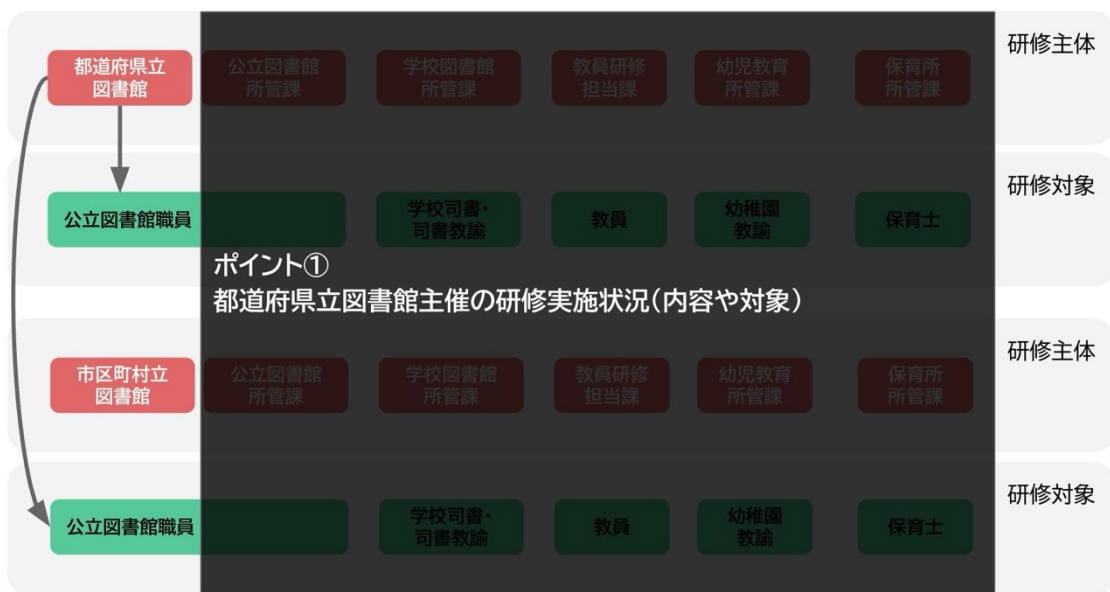 研修主体
都道府県立
図書館
公立図書館
所管課
学校図書館
所管課
教員研修
担当課
幼児教育
所管課
保育所
所管課
研修対象
公立図書館職員
学校司書・
司書教諭
教員
幼稚園
教諭
保育士
ポイント①
都道府県立図書館主催の研修実施状況（内容や対象）
研修主体
市区町村立
図書館
公立図書館
所管課
学校図書館
所管課
教員研修
担当課
幼児教育
所管課
保育所
所管課
研修対象
公立図書館職員
学校司書・
司書教諭
教員
幼稚園
教諭
保育士